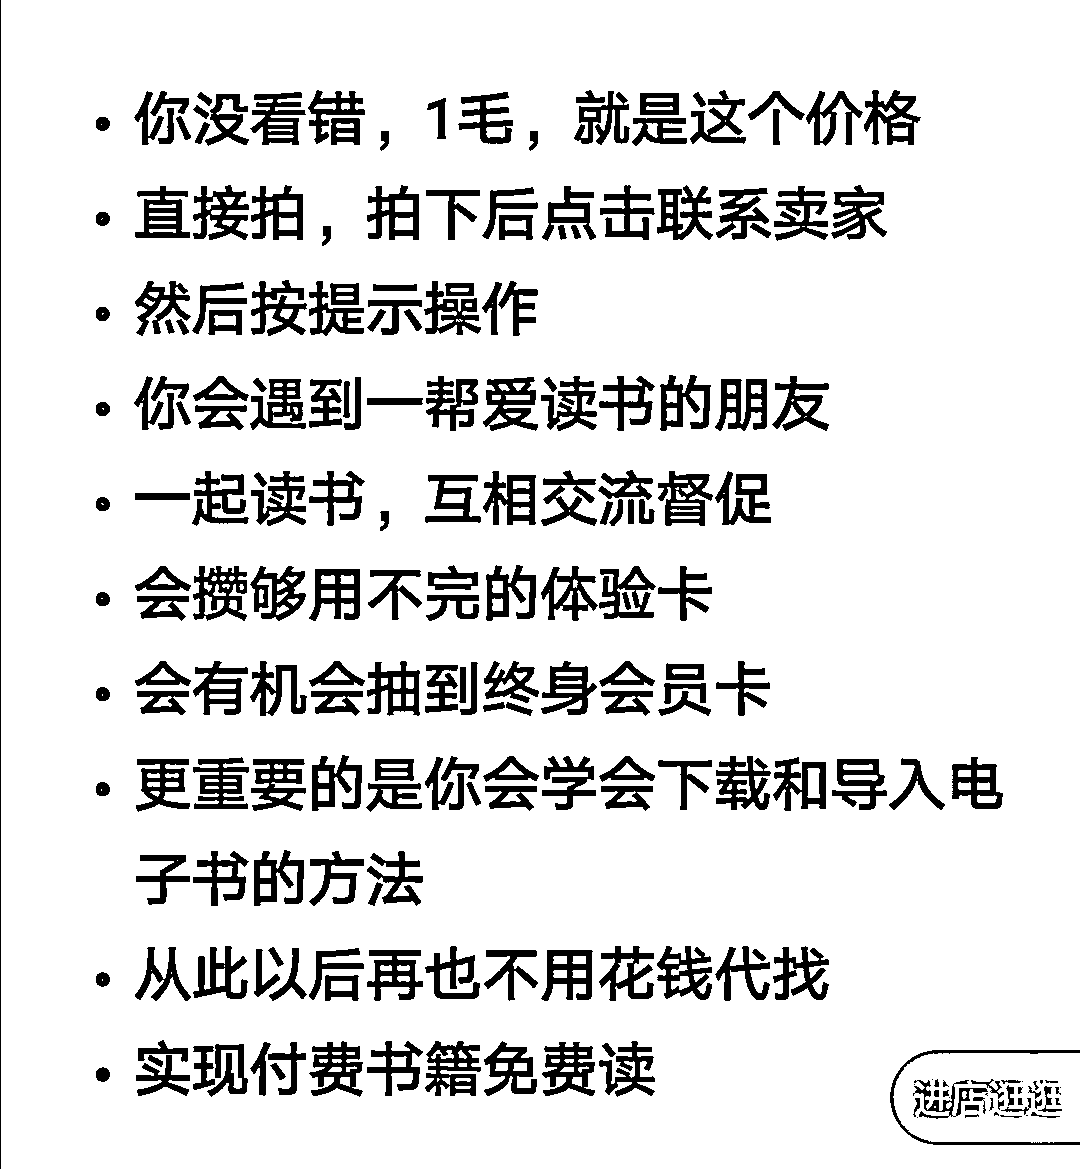 • 你没看错，1毛，就是这个价格
• 直接拍，拍下后点击联系卖家
• 然后按提示操作
• 你会遇到一帮爱读书的朋友
• 一起读书，互相交流督促
• 会攒够用不完的体验卡
• 会有机会抽到终身会员卡
• 更重要的是你会学会下载和导入电
子书的方法
• 从此以后再也不用花钱代找
• 实现付费书籍免费读
进店逛逛